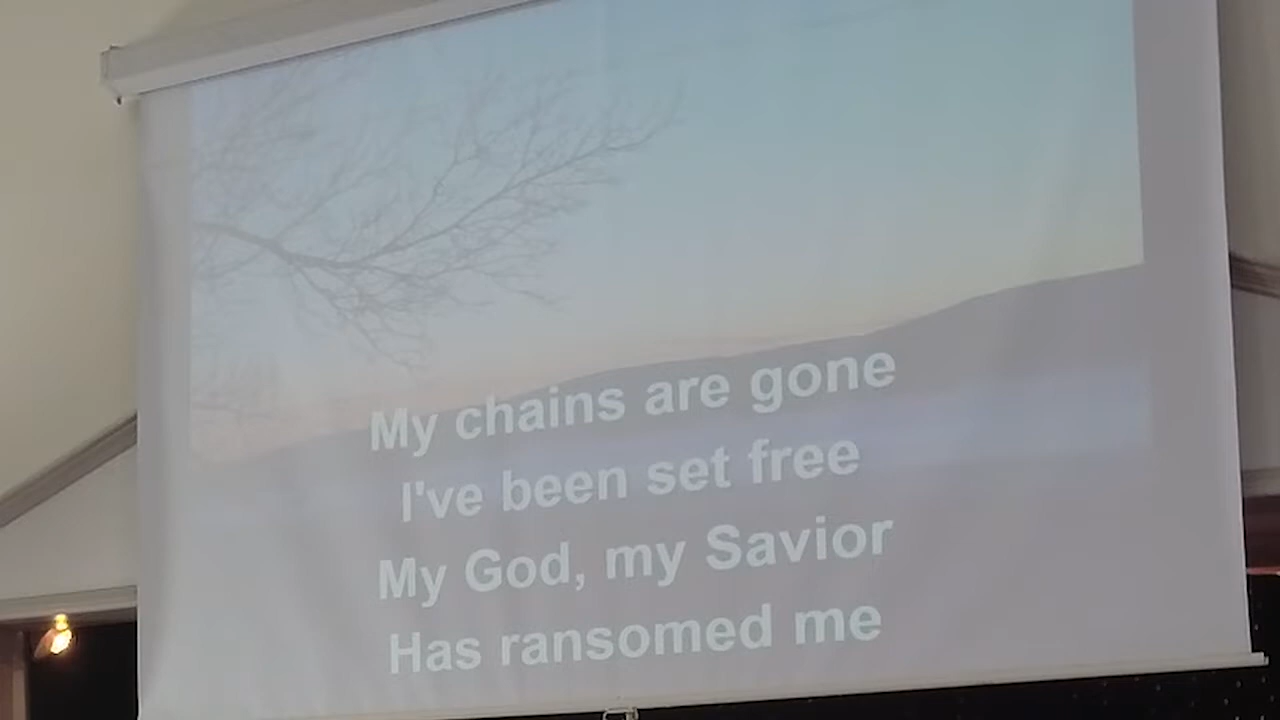 My chains are gone
I've been set free
My God, my Savior
Has ransomed me